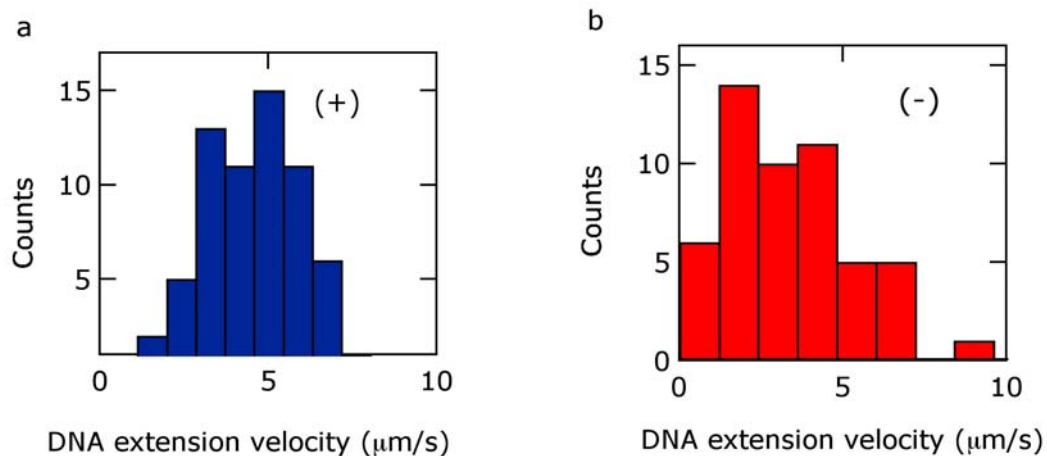 a
(+)
15
10
5
Counts
0 5 10
DNA extension velocity (μm/s)
b
(-)
15
10
5
0
Counts
0 5 10
DNA extension velocity (μm/s)